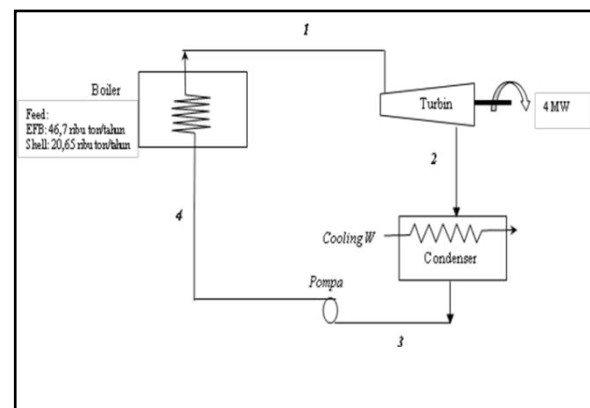 1
Boiler
Feed:
EFB: 46,7 ribu ton/tahun
Shell: 20,65 ribu ton/tahun
Turbin
4 MW
2
4
Cooling W
Condenser
Pompa
3